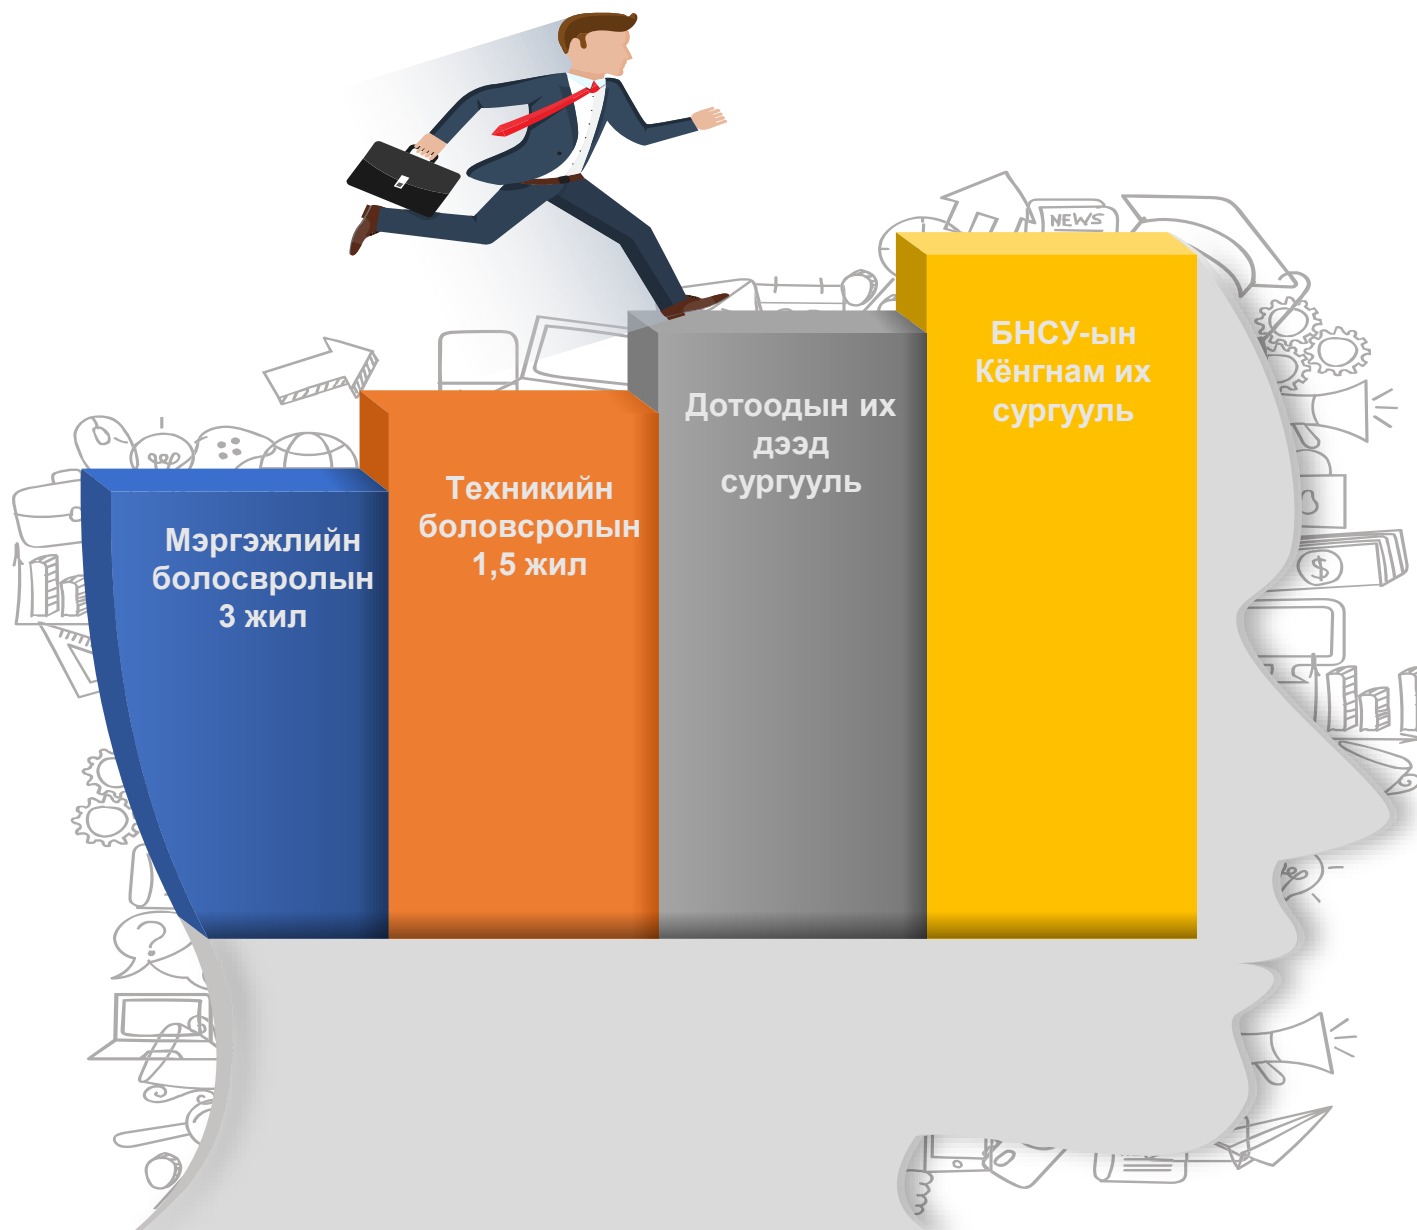 NEWS
БНСУ-ын
Кёнгнам их
сургууль
Дотоодын их
дээд
сургууль
Техникийн
боловсролын
1,5 жил
Мэргэжлийн
болосвролын
3 жил
?
$